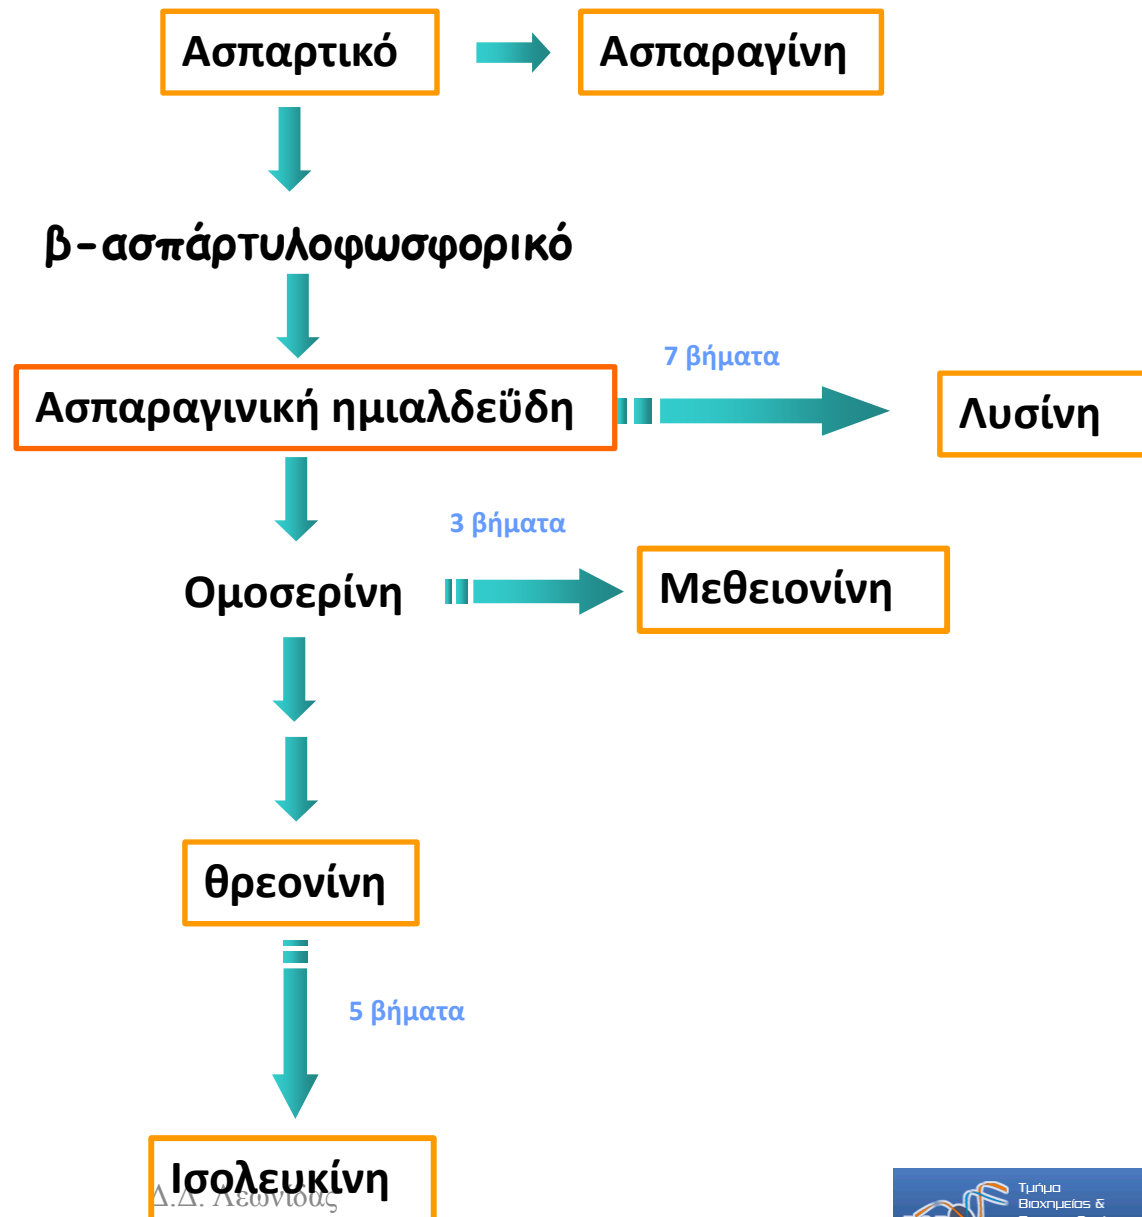 Ασπαρτικό
Ασπαραγίνη
β-ασπάρτυλοφωσφορικό
7 βήματα
Ασπαραγινική ημιαλδεΰδη
Λυσίνη
3 βήματα
Ομοσερίνη
Μεθειονίνη
θρεονίνη
5 βήματα
Ισολευκίνη
Δ.Δ. Λεωνίδας
Τμήμα
Βιοχημείας &